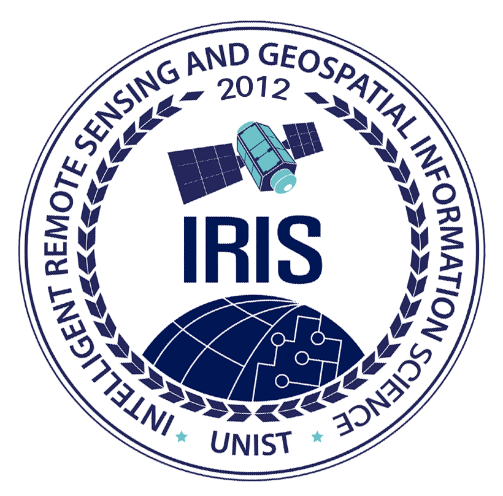 INTELLIGENT REMOTE SENSING AND GEOSPATIAL INFORMATION SCIENCE
2012
IRIS
UNIST